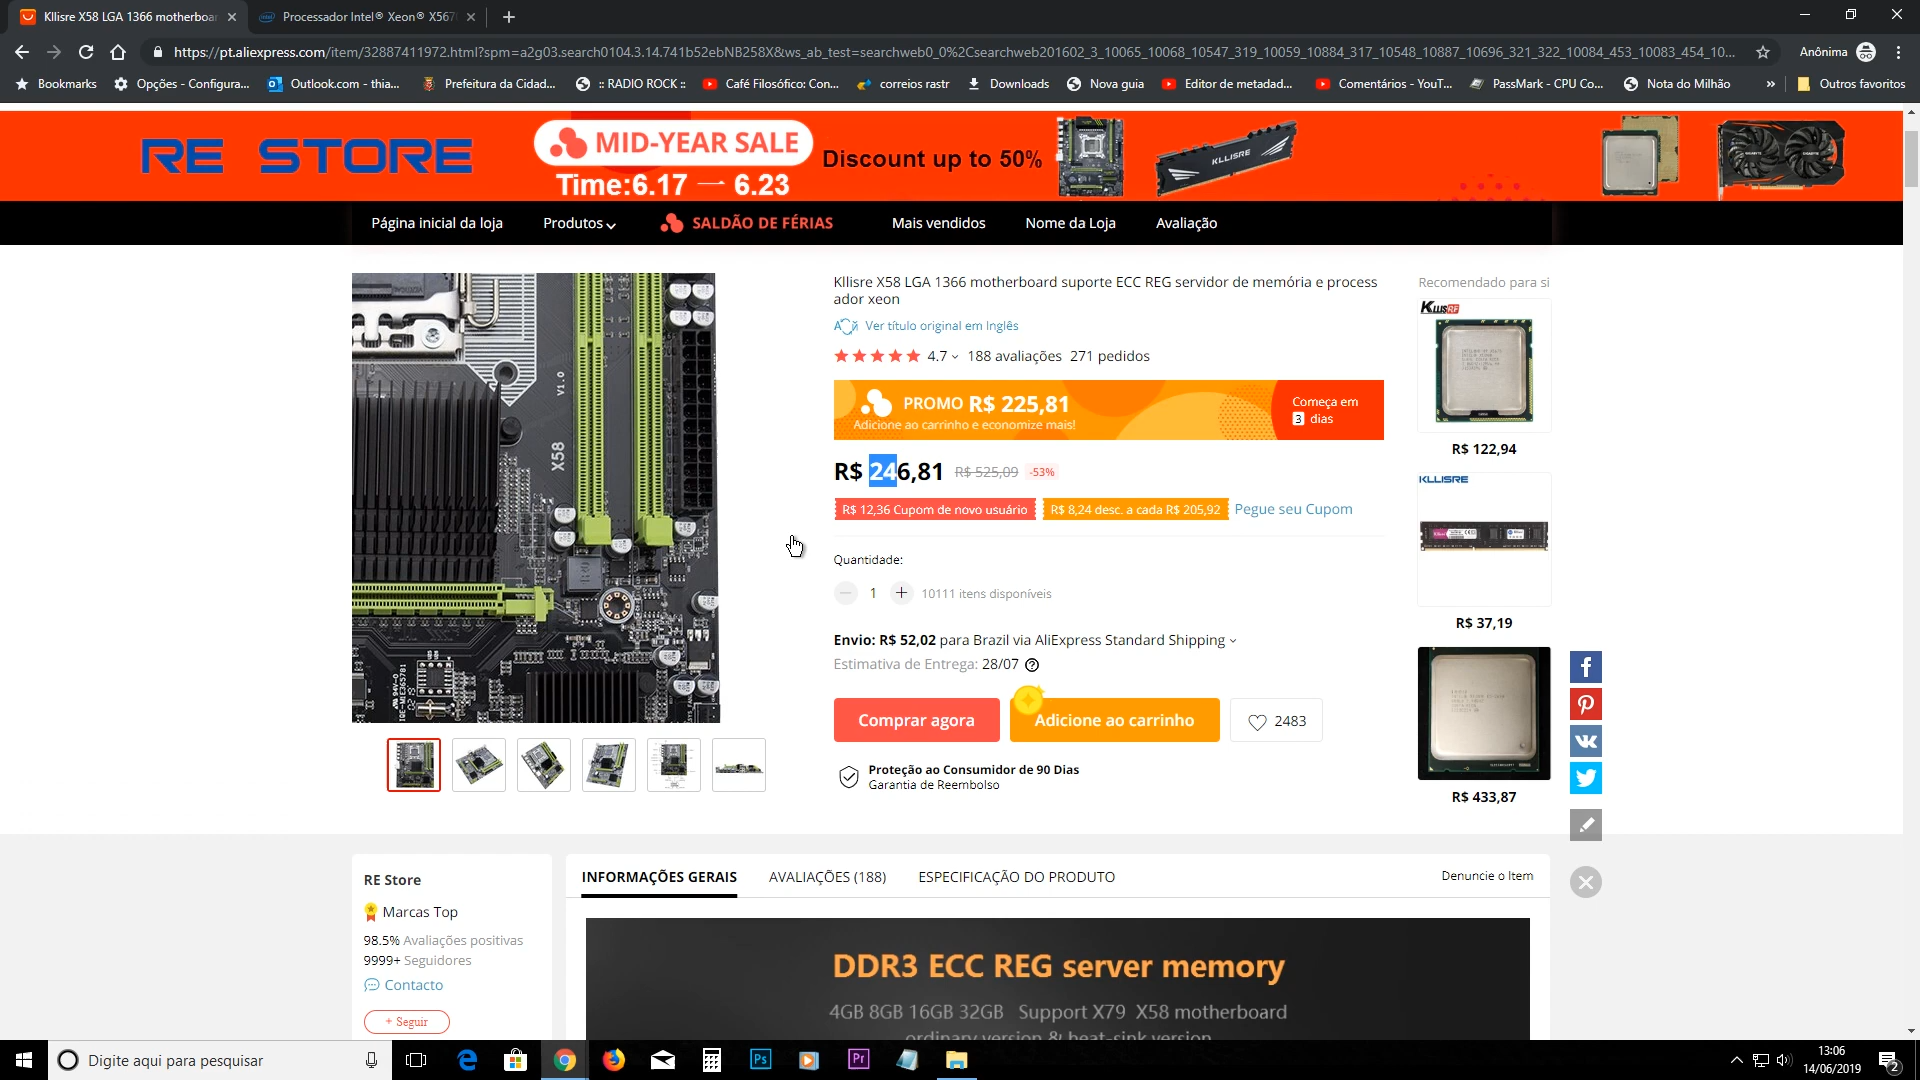 Kllisre X58 LGA 1366 motherboar
Processador Intel® Xeon® X567
https://pt.aliexpress.com/item/32887411972.html?spm=a2g03.search0104.3.14.741b52ebNB258X&ws_ab_test=searchweb0_0%2Csearchweb201602_3_10065_10068_10547_319_10059_10884_317_10548_10887_10696_321_322_10084_453_10083_454_10...
Anônima
Bookmarks
Opções - Configura...
Outlook.com - thia...
Prefeitura da Cidad...
:: RADIO ROCK ::
Café Filosófico: Con...
correios rastr
Downloads
Nova guia
Editor de metadad...
Comentários - YouT...
PassMark - CPU Co...
Nota do Milhão
»
Outros favoritos
RE STORE
MID-YEAR SALE
Time:6.17 — 6.23
Discount up to 50%
KLLISRE
Página inicial da loja
Produtos
SALDÃO DE FÉRIAS
Mais vendidos
Nome da Loja
Avaliação
V1.0
X58
Kllisre X58 LGA 1366 motherboard suporte ECC REG servidor de memória e process
ador xeon
Ver título original em Inglês
4.7
188 avaliações
271 pedidos
PROMO R$ 225,81
Adicione ao carrinho e economize mais!
Começa em
3 dias
R$ 246,81
R$ 525,09
-53%
R$ 12,36 Cupom de novo usuário
R$ 8,24 desc. a cada R$ 205,92
Pegue seu Cupom
Quantidade:
1
10111 itens disponíveis
Envio: R$ 52,02 para Brazil via AliExpress Standard Shipping
Estimativa de Entrega: 28/07
Comprar agora
Adicione ao carrinho
2483
Proteção ao Consumidor de 90 Dias
Garantia de Reembolso
Recomendado para si
R$ 122,94
KLLISRE
R$ 37,19
R$ 433,87
RE Store
Marcas Top
98.5% Avaliações positivas
9999+ Seguidores
Contacto
+ Seguir
INFORMAÇÕES GERAIS
AVALIAÇÕES (188)
ESPECIFICAÇÃO DO PRODUTO
Denuncie o Item
DDR3 ECC REG server memory
4GB 8GB 16GB 32GB Support X79 X58 motherboard
ordinary version & heat-sink version
Digite aqui para pesquisar
Ps
Pr
13:06
14/06/2019
2